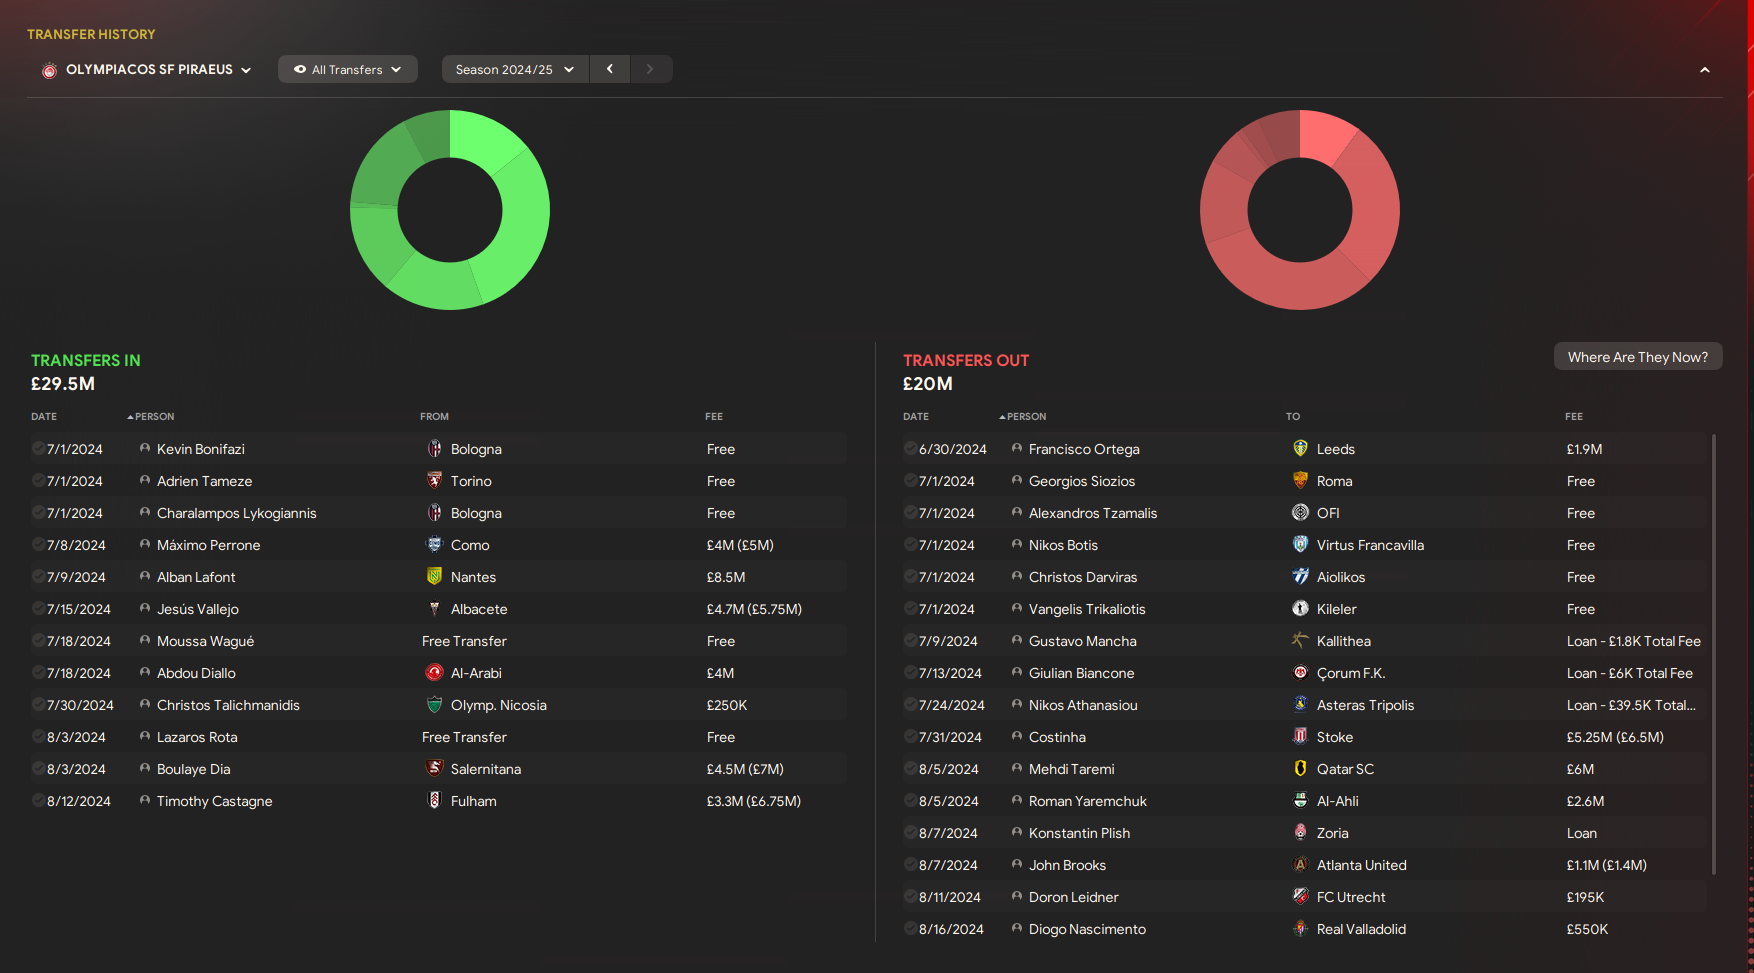 TRANSFER HISTORY
OLYMPIACOS SF PIRAEUS All Transfers Season 2024/25
TRANSFERS IN
£29.5M
DATE PERSON FROM FEE
7/1/2024 Kevin Bonifazi Bologna Free
7/1/2024 Adrien Tameze Torino Free
7/1/2024 Charalampos Lykogiannis Bologna Free
7/8/2024 Máximo Perrone Como £4M (£5M)
7/9/2024 Alban Lafont Nantes £8.5M
7/15/2024 Jesús Vallejo Albacete £4.7M (£5.75M)
7/18/2024 Moussa Wagué Free Transfer Free
7/18/2024 Abdou Diallo Al-Arabi £4M
7/30/2024 Christos Talichmanidis Olymp. Nicosia £250K
8/3/2024 Lazaros Rota Free Transfer Free
8/3/2024 Boulaye Dia Salernitana £4.5M (£7M)
8/12/2024 Timothy Castagne Fulham £3.3M (£6.75M)
TRANSFERS OUT
Where Are They Now?
£20M
DATE PERSON TO FEE
6/30/2024 Francisco Ortega Leeds £1.9M
7/1/2024 Georgios Siozios Roma Free
7/1/2024 Alexandros Tzamalis OFI Free
7/1/2024 Nikos Botis Virtus Francavilla Free
7/1/2024 Christos Darviras Aiolikos Free
7/1/2024 Vangelis Trikaliotis Kileler Free
7/9/2024 Gustavo Mancha Kallithea Loan - £1.8K Total Fee
7/13/2024 Giulian Biancone Çorum F.K. Loan - £6K Total Fee
7/24/2024 Nikos Athanasiou Asteras Tripolis Loan - £39.5K Total...
7/31/2024 Costinha Stoke £5.25M (£6.5M)
8/5/2024 Mehdi Taremi Qatar SC £6M
8/5/2024 Roman Yaremchuk Al-Ahli £2.6M
8/7/2024 Konstantin Plish Zoria Loan
8/7/2024 John Brooks Atlanta United £1.1M (£1.4M)
8/11/2024 Doron Leidner FC Utrecht £195K
8/16/2024 Diogo Nascimento Real Valladolid £550K